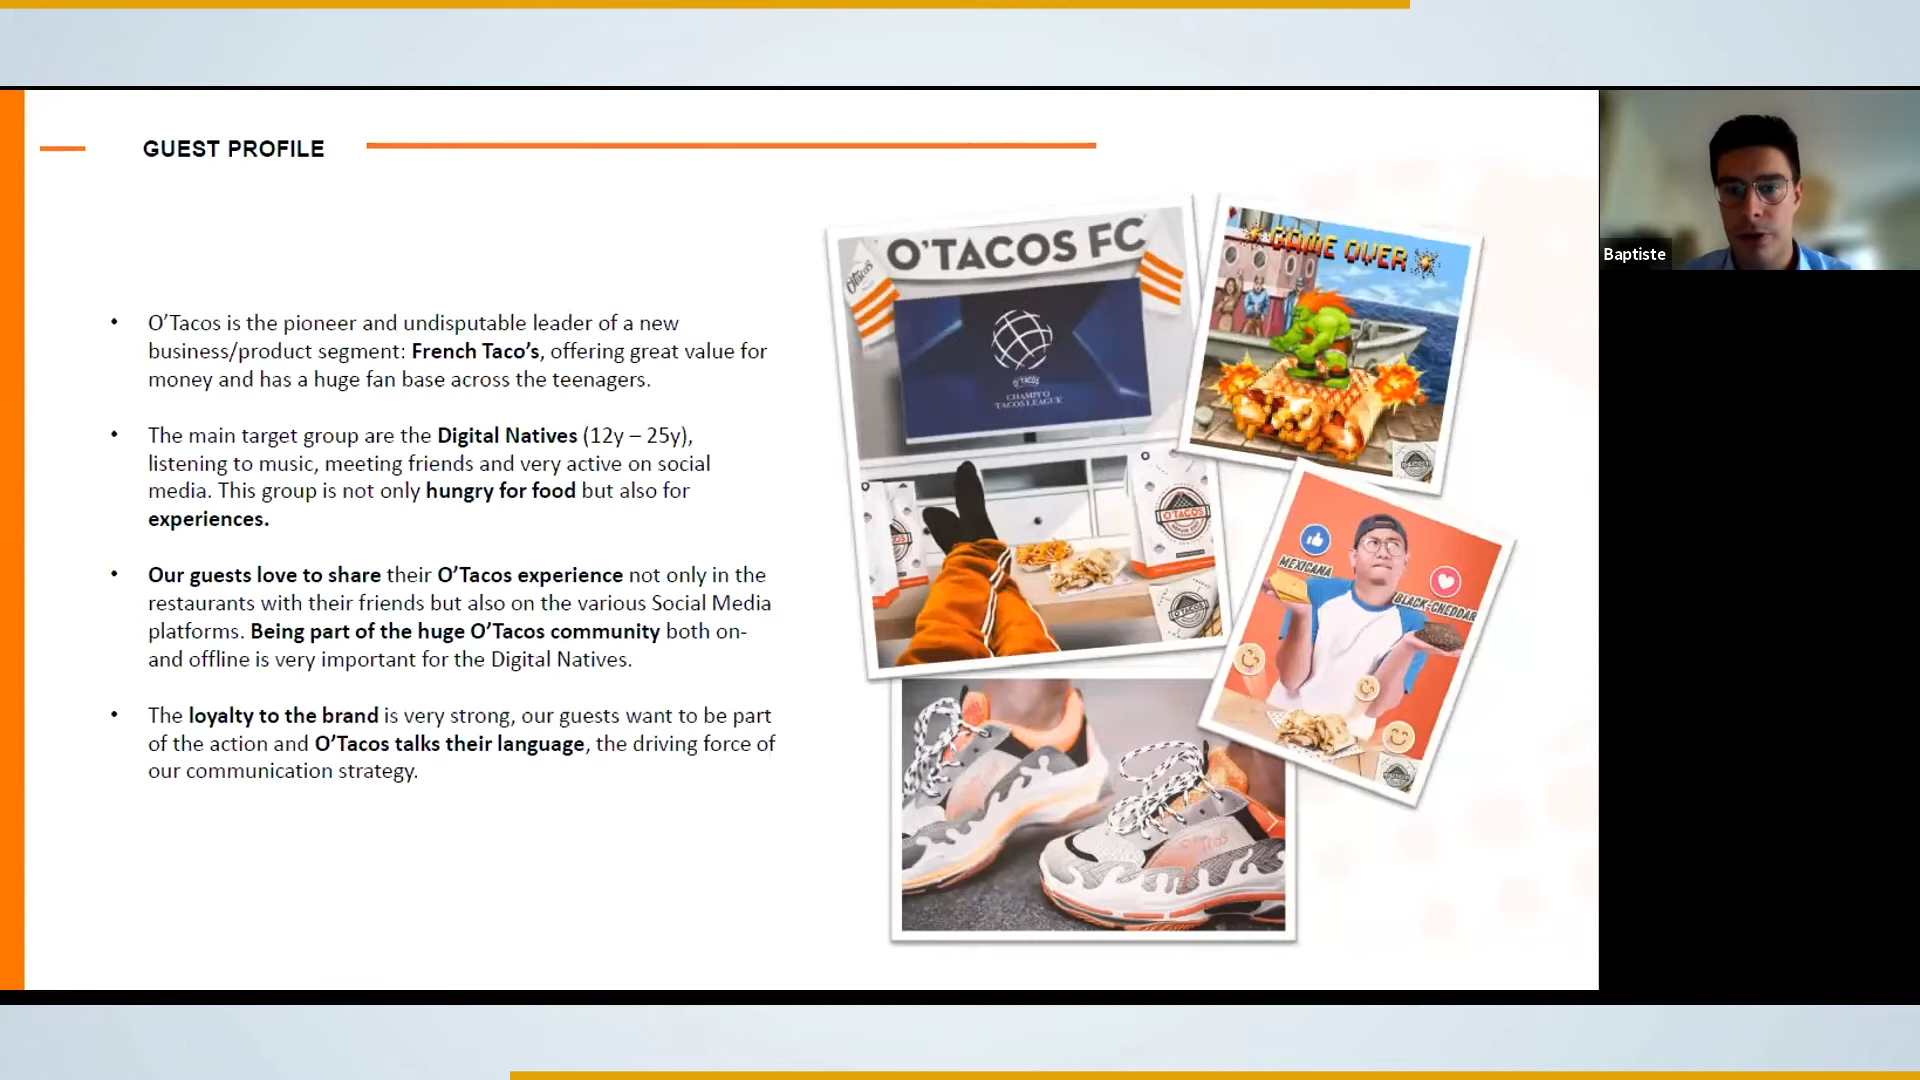 GUEST PROFILE
• O’Tacos is the pioneer and undisputable leader of a new
business/product segment: French Taco’s, offering great value for
money and has a huge fan base across the teenagers.
• The main target group are the Digital Natives (12y – 25y),
listening to music, meeting friends and very active on social
media. This group is not only hungry for food but also for
experiences.
• Our guests love to share their O’Tacos experience not only in the
restaurants with their friends but also on the various Social Media
platforms. Being part of the huge O’Tacos community both on-
and offline is very important for the Digital Natives.
• The loyalty to the brand is very strong, our guests want to be part
of the action and O’Tacos talks their language, the driving force of
our communication strategy.
O'TACOS FC
O'TACOS
CHAMPI'O
TACOS LEAGUE
O'TACOS
GAME OVER
MEXICANA
BLACK-CHEDDAR
Baptiste